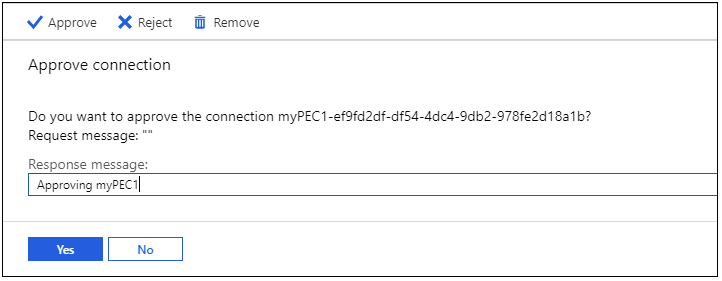 Approve Reject Remove
Approve connection
Do you want to approve the connection myPEC1-ef9fd2df-df54-4dc4-9db2-978fe2d18a1b?
Request message: ""
Response message:
Approving myPEC1
Yes No